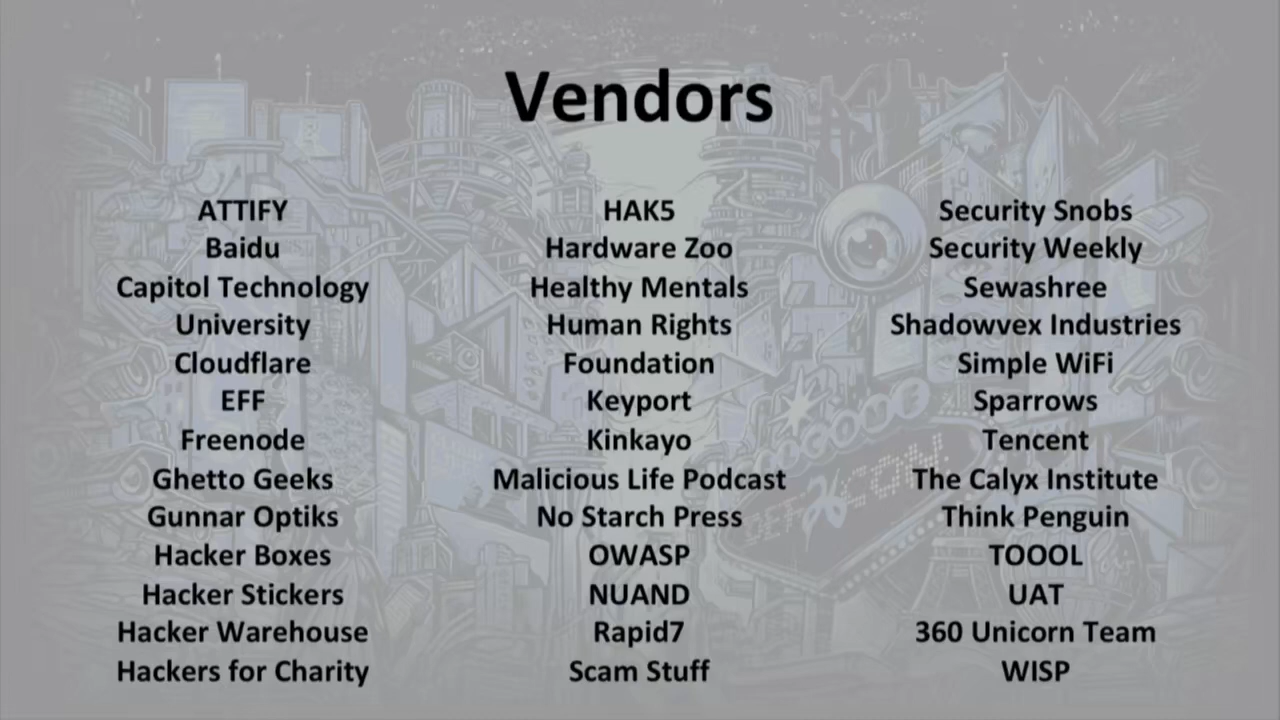 Vendors
ATTIFY
Baidu
Capitol Technology
University
Cloudflare
EFF
Freenode
Ghetto Geeks
Gunnar Optiks
Hacker Boxes
Hacker Stickers
Hacker Warehouse
Hackers for Charity
HAK5
Hardware Zoo
Healthy Mentals
Human Rights
Foundation
Keyport
Kinkayo
Malicious Life Podcast
No Starch Press
OWASP
NUAND
Rapid7
Scam Stuff
Security Snobs
Security Weekly
Sewashree
Shadowvex Industries
Simple WiFi
Sparrows
Tencent
The Calyx Institute
Think Penguin
TOOOL
UAT
360 Unicorn Team
WISP
DEF CON